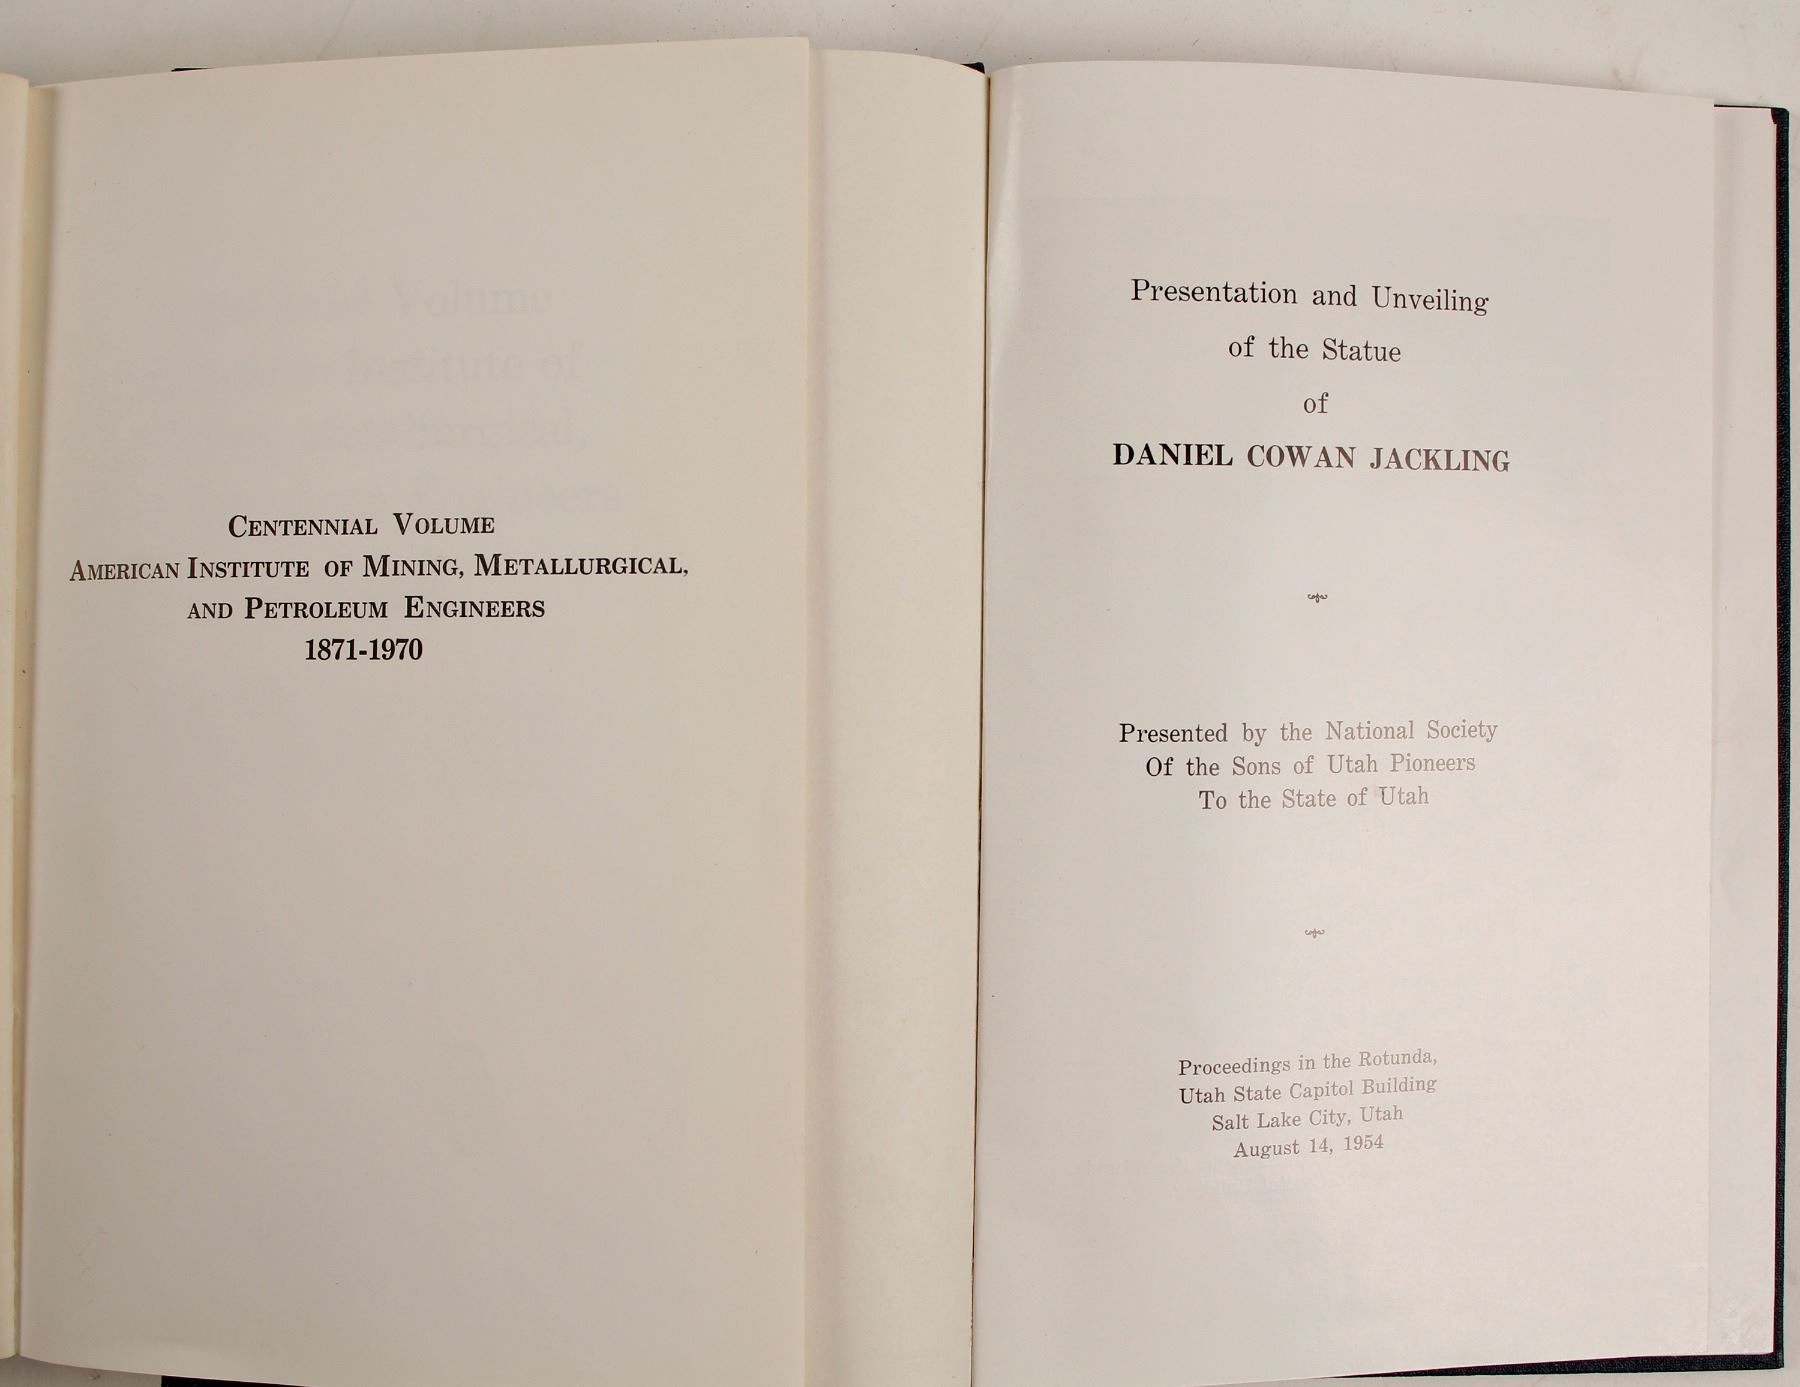 Centennial Volume
American Institute of Mining, Metallurgical,
and Petroleum Engineers
1871-1970
Presentation and Unveiling
of the Statue
of
DANIEL COWAN JACKLING
Presented by the National Society
Of the Sons of Utah Pioneers
To the State of Utah
Proceedings in the Rotunda,
Utah State Capitol Building
Salt Lake City, Utah
August 14, 1954